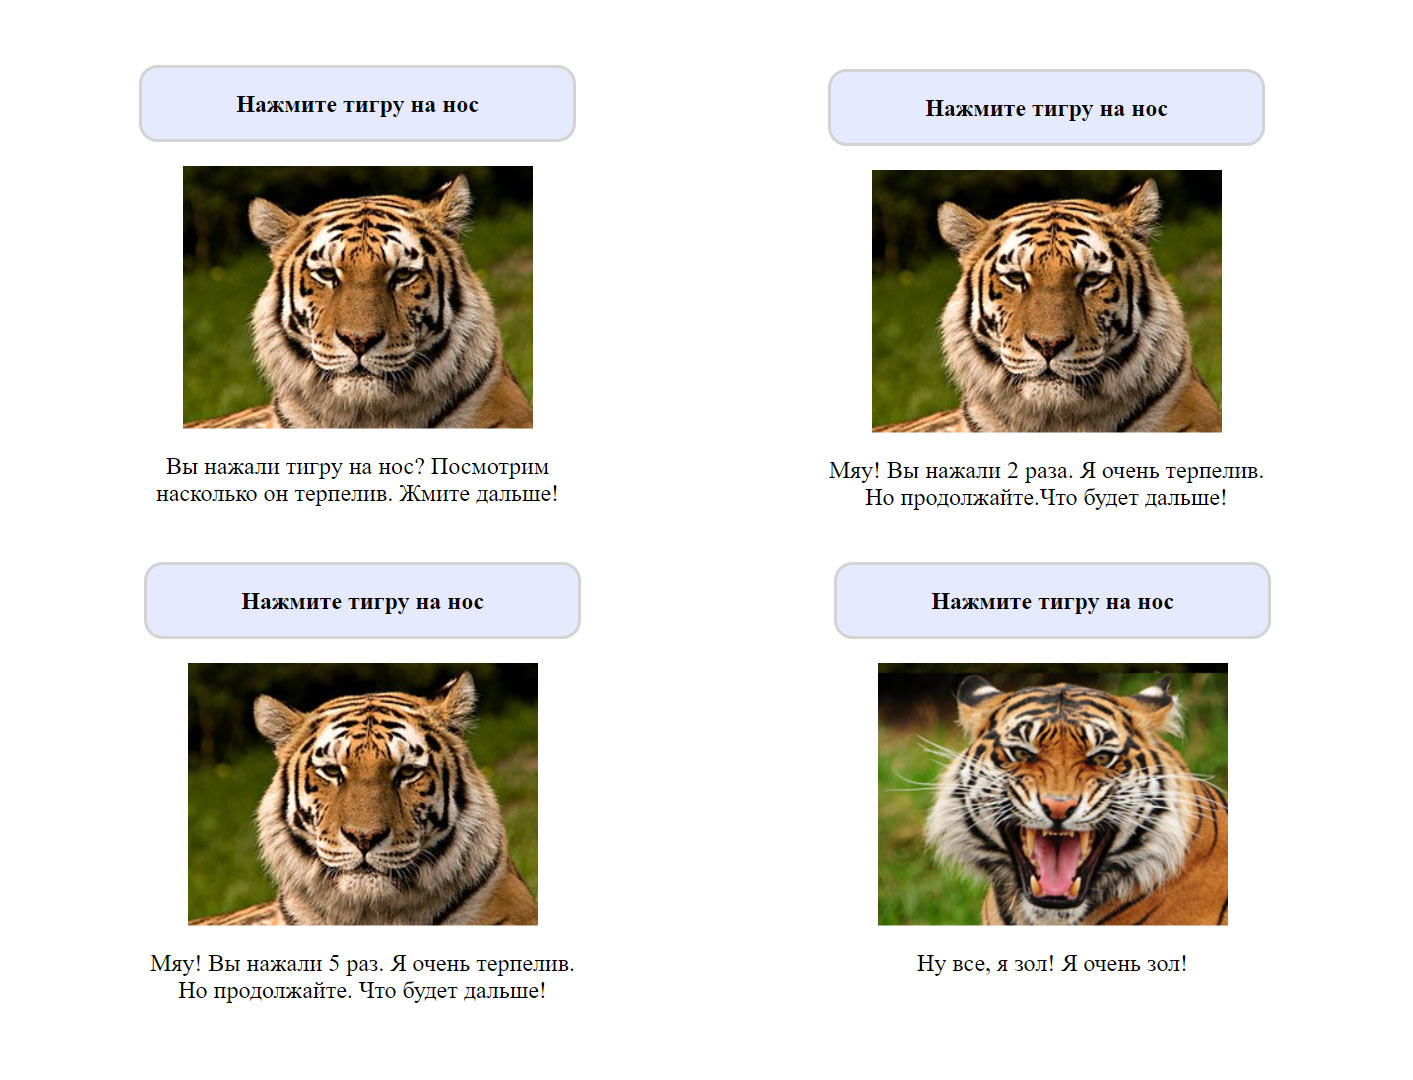 Нажмите тигру на нос
Вы нажали тигру на нос? Посмотрим
насколько он терпелив. Жмите дальше!
Нажмите тигру на нос
Мяу! Вы нажали 2 раза. Я очень терпелив.
Но продолжайте.Что будет дальше!
Нажмите тигру на нос
Мяу! Вы нажали 5 раз. Я очень терпелив.
Но продолжайте. Что будет дальше!
Нажмите тигру на нос
Ну все, я зол! Я очень зол!